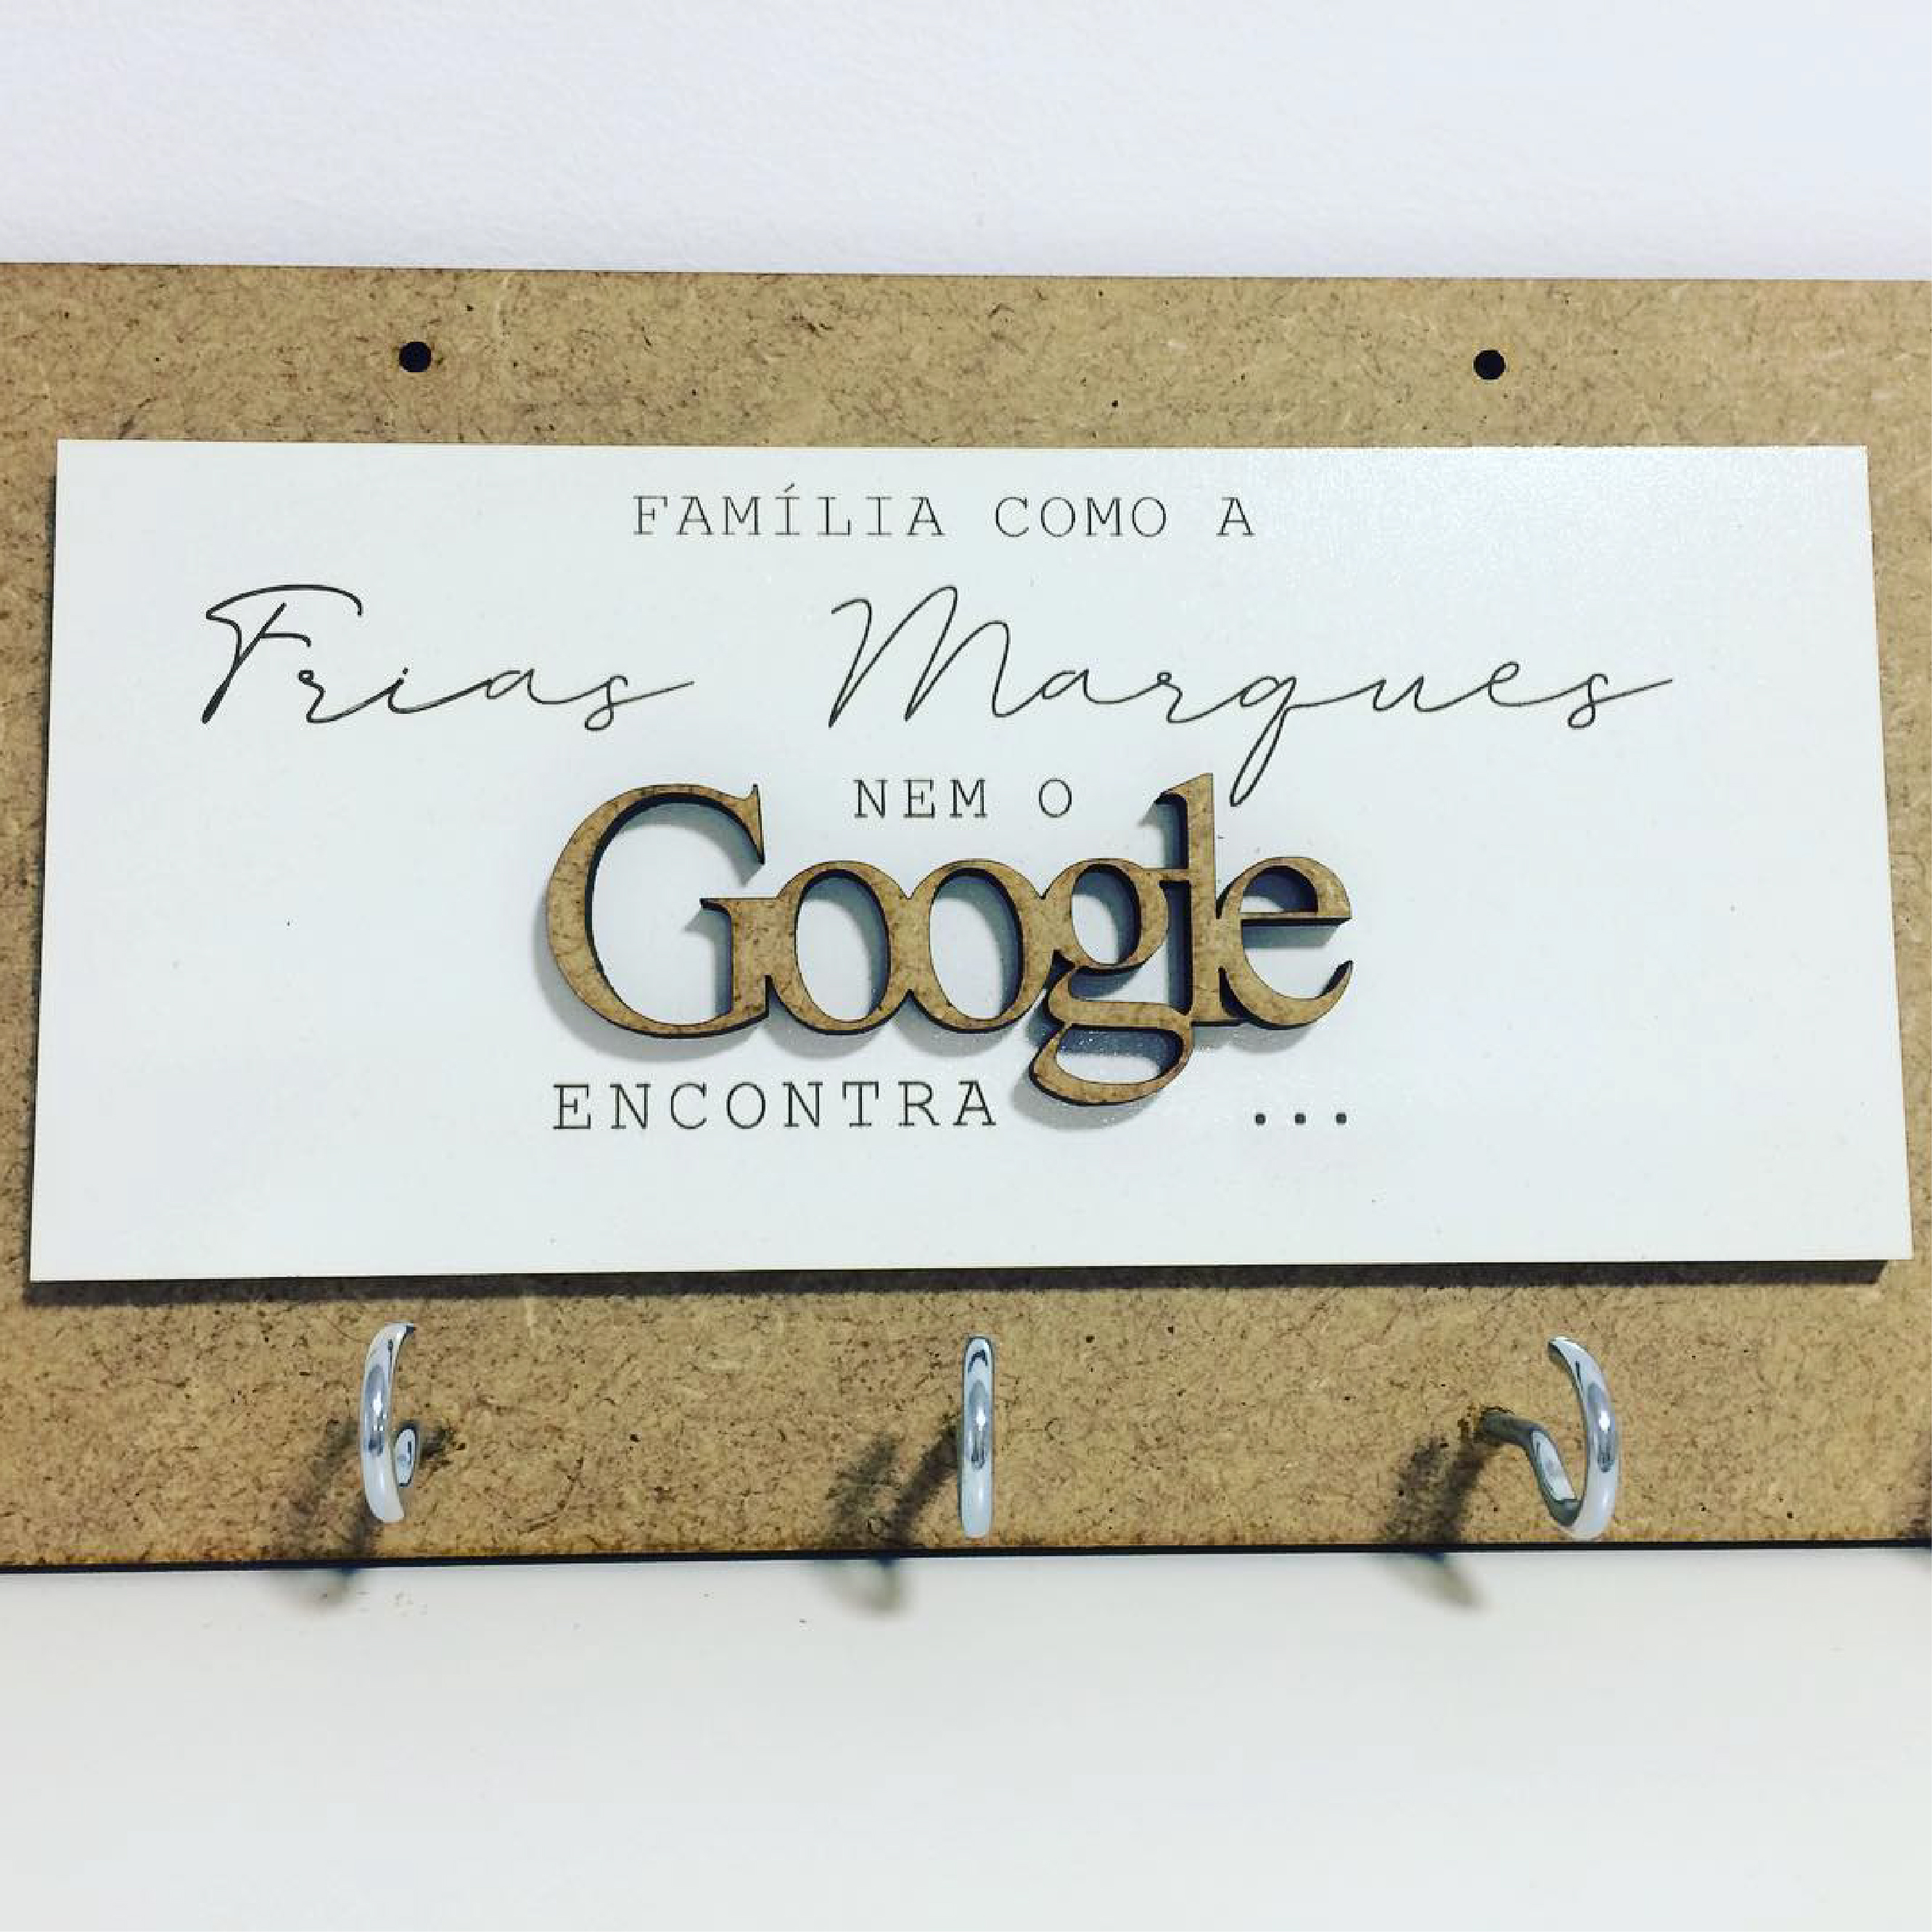 FAMÍLIA COMO A
Frias Marques
NEM O
Google
ENCONTRA ...